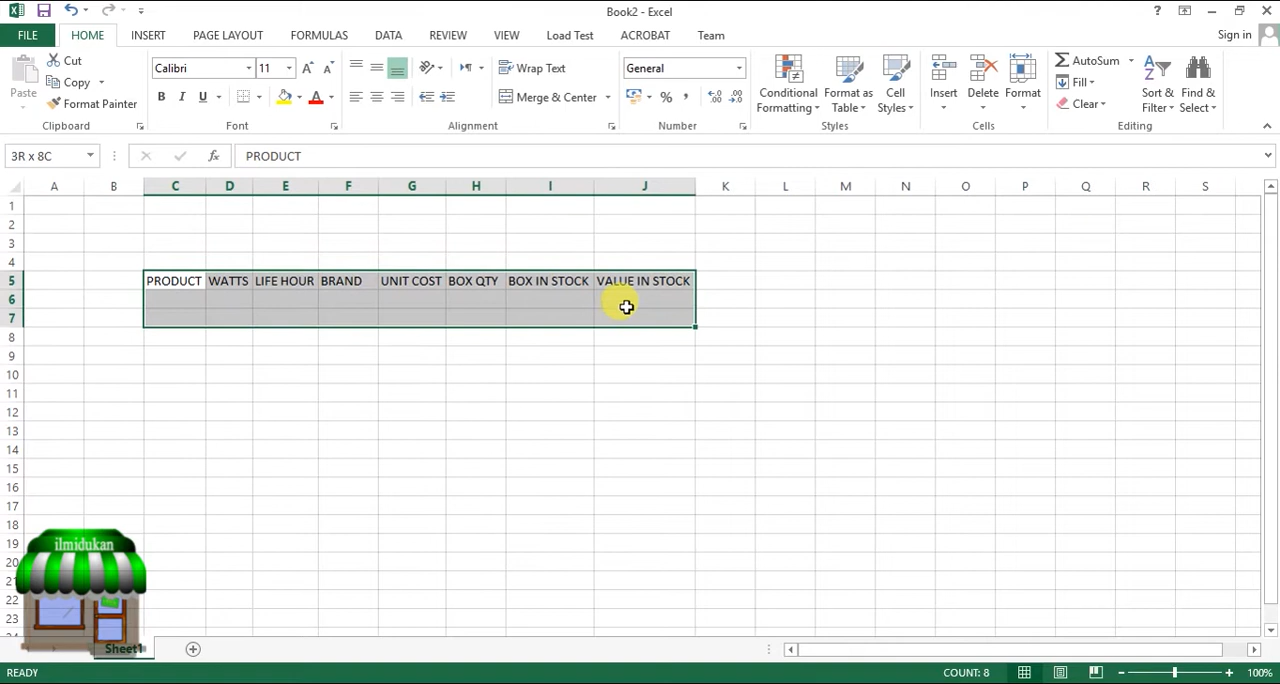 Book2 - Excel
?
FILE HOME INSERT PAGE LAYOUT FORMULAS DATA REVIEW VIEW Load Test ACROBAT Team Sign in
Paste Cut Copy Format Painter Clipboard
Calibri 11 A A B I U A Font
Wrap Text Merge & Center Alignment
General % , .0 .00 Number
Conditional Formatting Format as Table Cell Styles Styles
Insert Delete Format Cells
AutoSum Fill Clear Sort & Filter Find & Select Editing
3R x 8C fx PRODUCT
A B C D E F G H I J K L M N O P Q R S
1
2
3
4
5 PRODUCT WATTS LIFE HOUR BRAND UNIT COST BOX QTY BOX IN STOCK VALUE IN STOCK
6
7
8
9
10
11
12
13
14
15
16
17
18
19
20
21
22
23
ilmidukan
Sheet1
READY COUNT: 8 100%